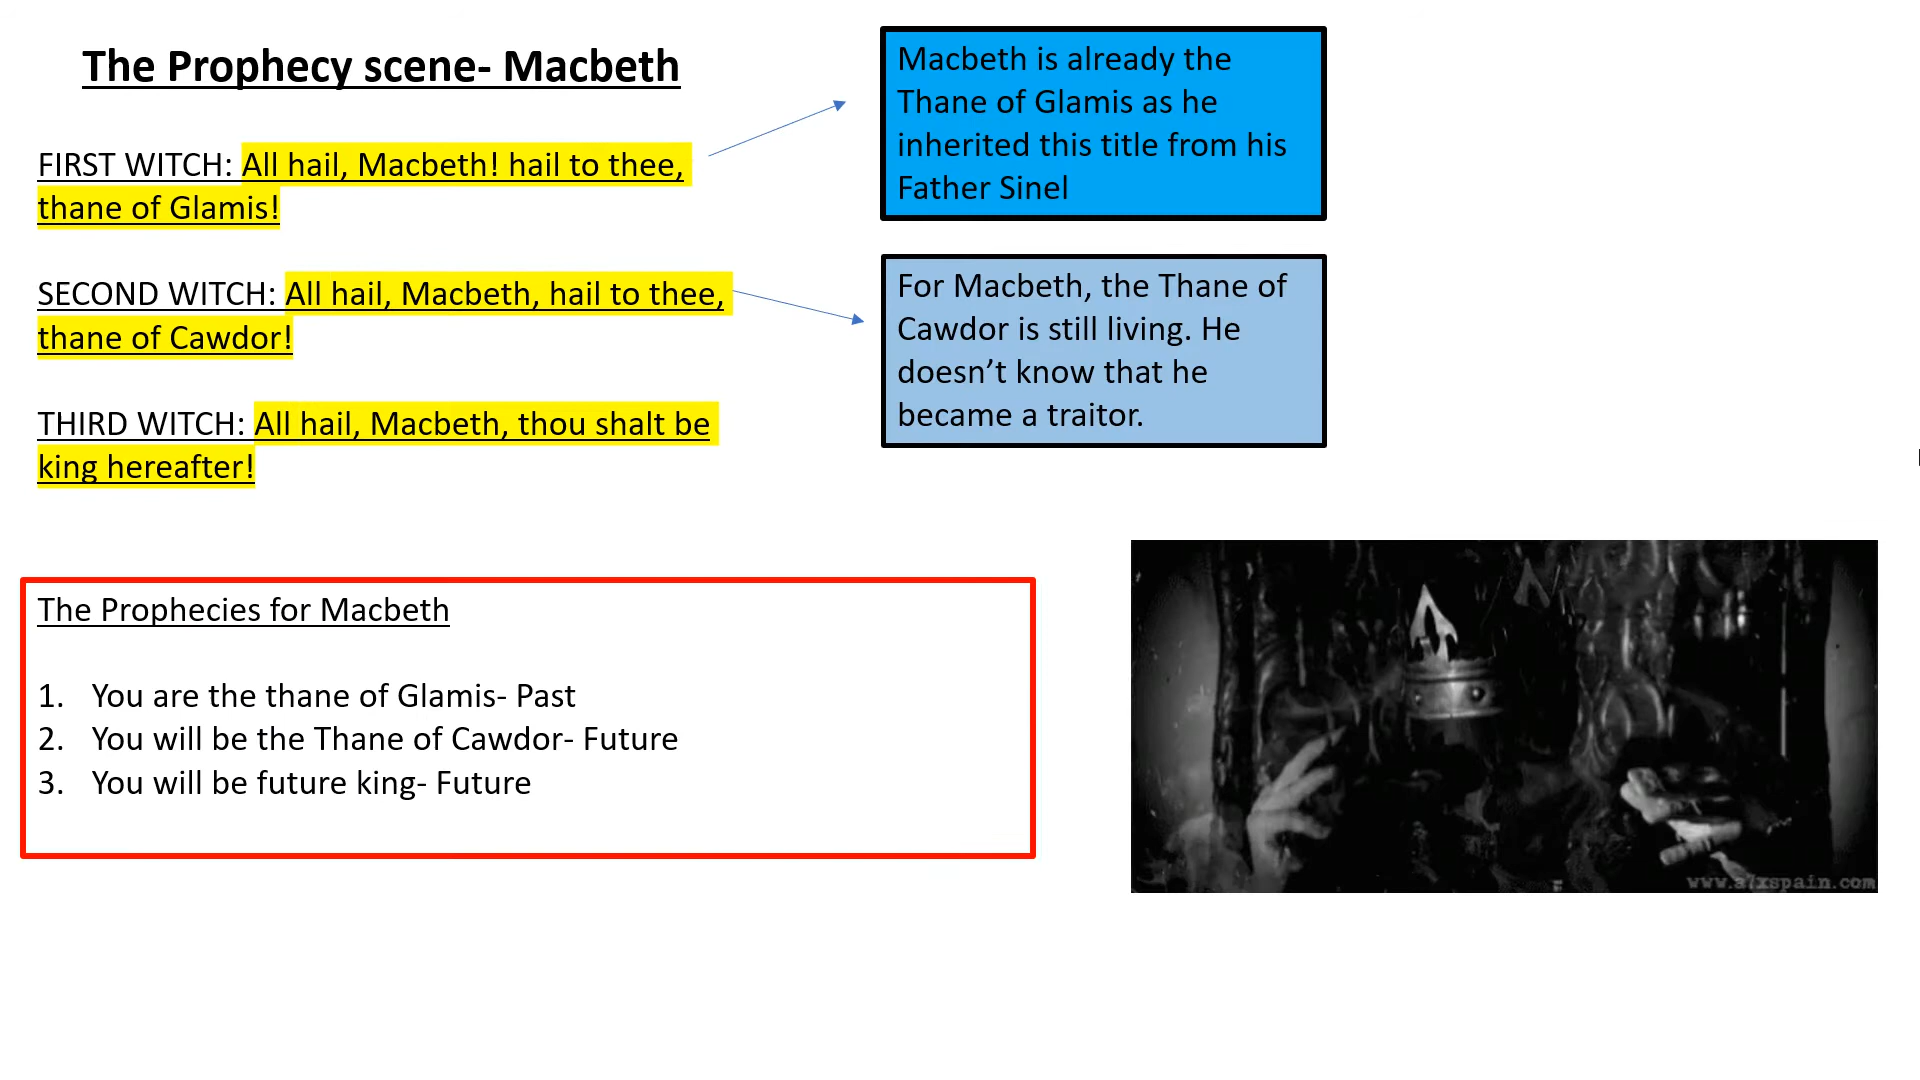 The Prophecy scene- Macbeth
FIRST WITCH: All hail, Macbeth! hail to thee,
thane of Glamis!
SECOND WITCH: All hail, Macbeth, hail to thee,
thane of Cawdor!
THIRD WITCH: All hail, Macbeth, thou shalt be
king hereafter!
Macbeth is already the
Thane of Glamis as he
inherited this title from his
Father Sinel
For Macbeth, the Thane of
Cawdor is still living. He
doesn’t know that he
became a traitor.
The Prophecies for Macbeth
1. You are the thane of Glamis- Past
2. You will be the Thane of Cawdor- Future
3. You will be future king- Future
www.a7xspain.com